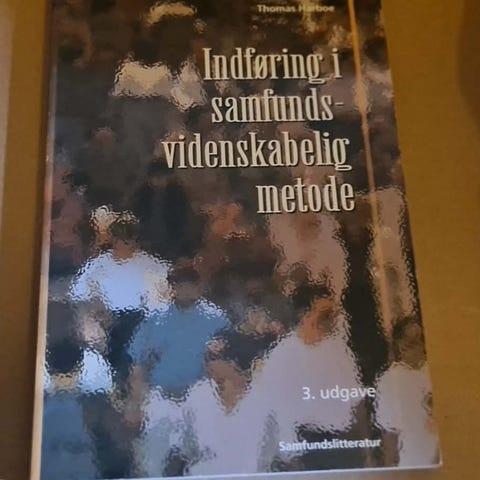 Thomas Harboe
Indføring i
samfunds-
videnskabelig
metode
3. udgave
Samfundslitteratur